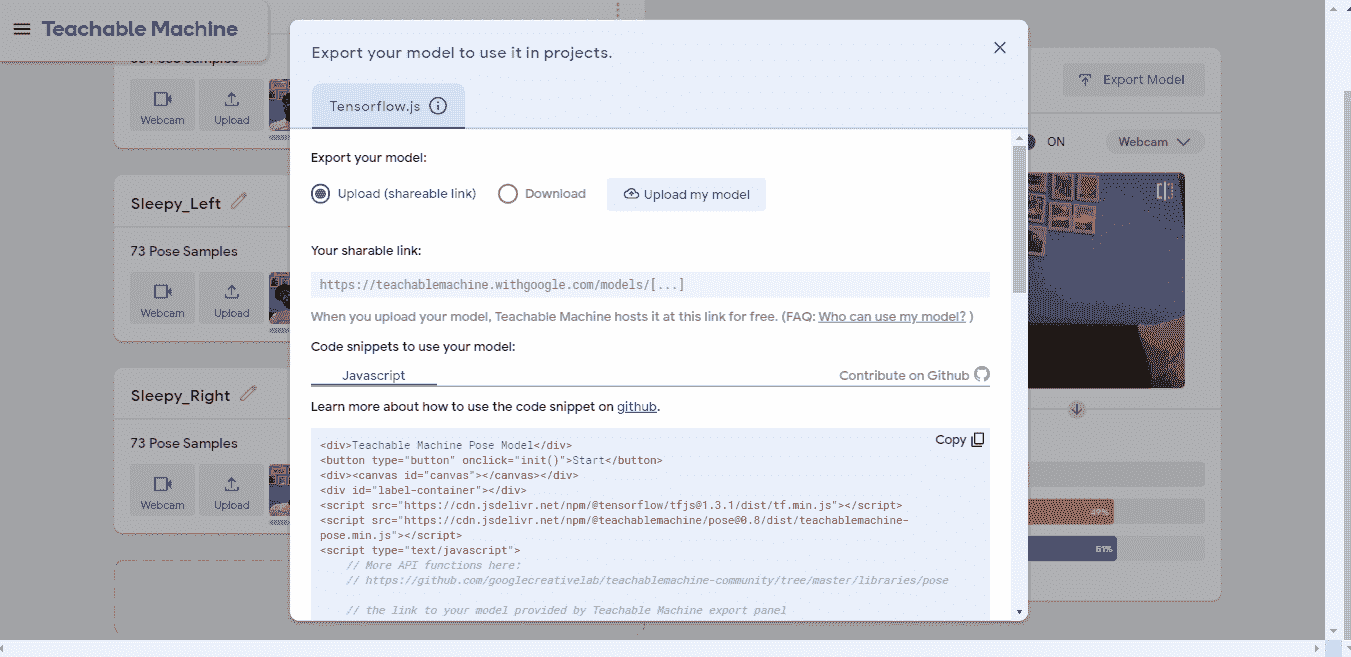 Teachable Machine
Pose Samples
Webcam
Upload
Sleepy_Left
73 Pose Samples
Webcam
Upload
Sleepy_Right
73 Pose Samples
Webcam
Upload
Export your model to use it in projects.
Tensorflow.js
Export your model:
Upload (shareable link)
Download
Upload my model
Your sharable link:
https://teachablemachine.withgoogle.com/models/[...]
When you upload your model, Teachable Machine hosts it at this link for free. (FAQ: Who can use my model? )
Code snippets to use your model:
Javascript
Contribute on Github
Learn more about how to use the code snippet on github.
Copy
<div>Teachable Machine Pose Model</div>
<button type="button" onclick="init()">Start</button>
<div><canvas id="canvas"></canvas></div>
<div id="label-container"></div>
<script src="https://cdn.jsdelivr.net/npm/@tensorflow/tfjs@1.3.1/dist/tf.min.js"></script>
<script src="https://cdn.jsdelivr.net/npm/@teachablemachine/pose@0.8/dist/teachablemachine-
pose.min.js"></script>
<script type="text/javascript">
// More API functions here:
// https://github.com/googlecreativelab/teachablemachine-community/tree/master/libraries/pose
// the link to your model provided by Teachable Machine export panel
Export Model
ON
Webcam